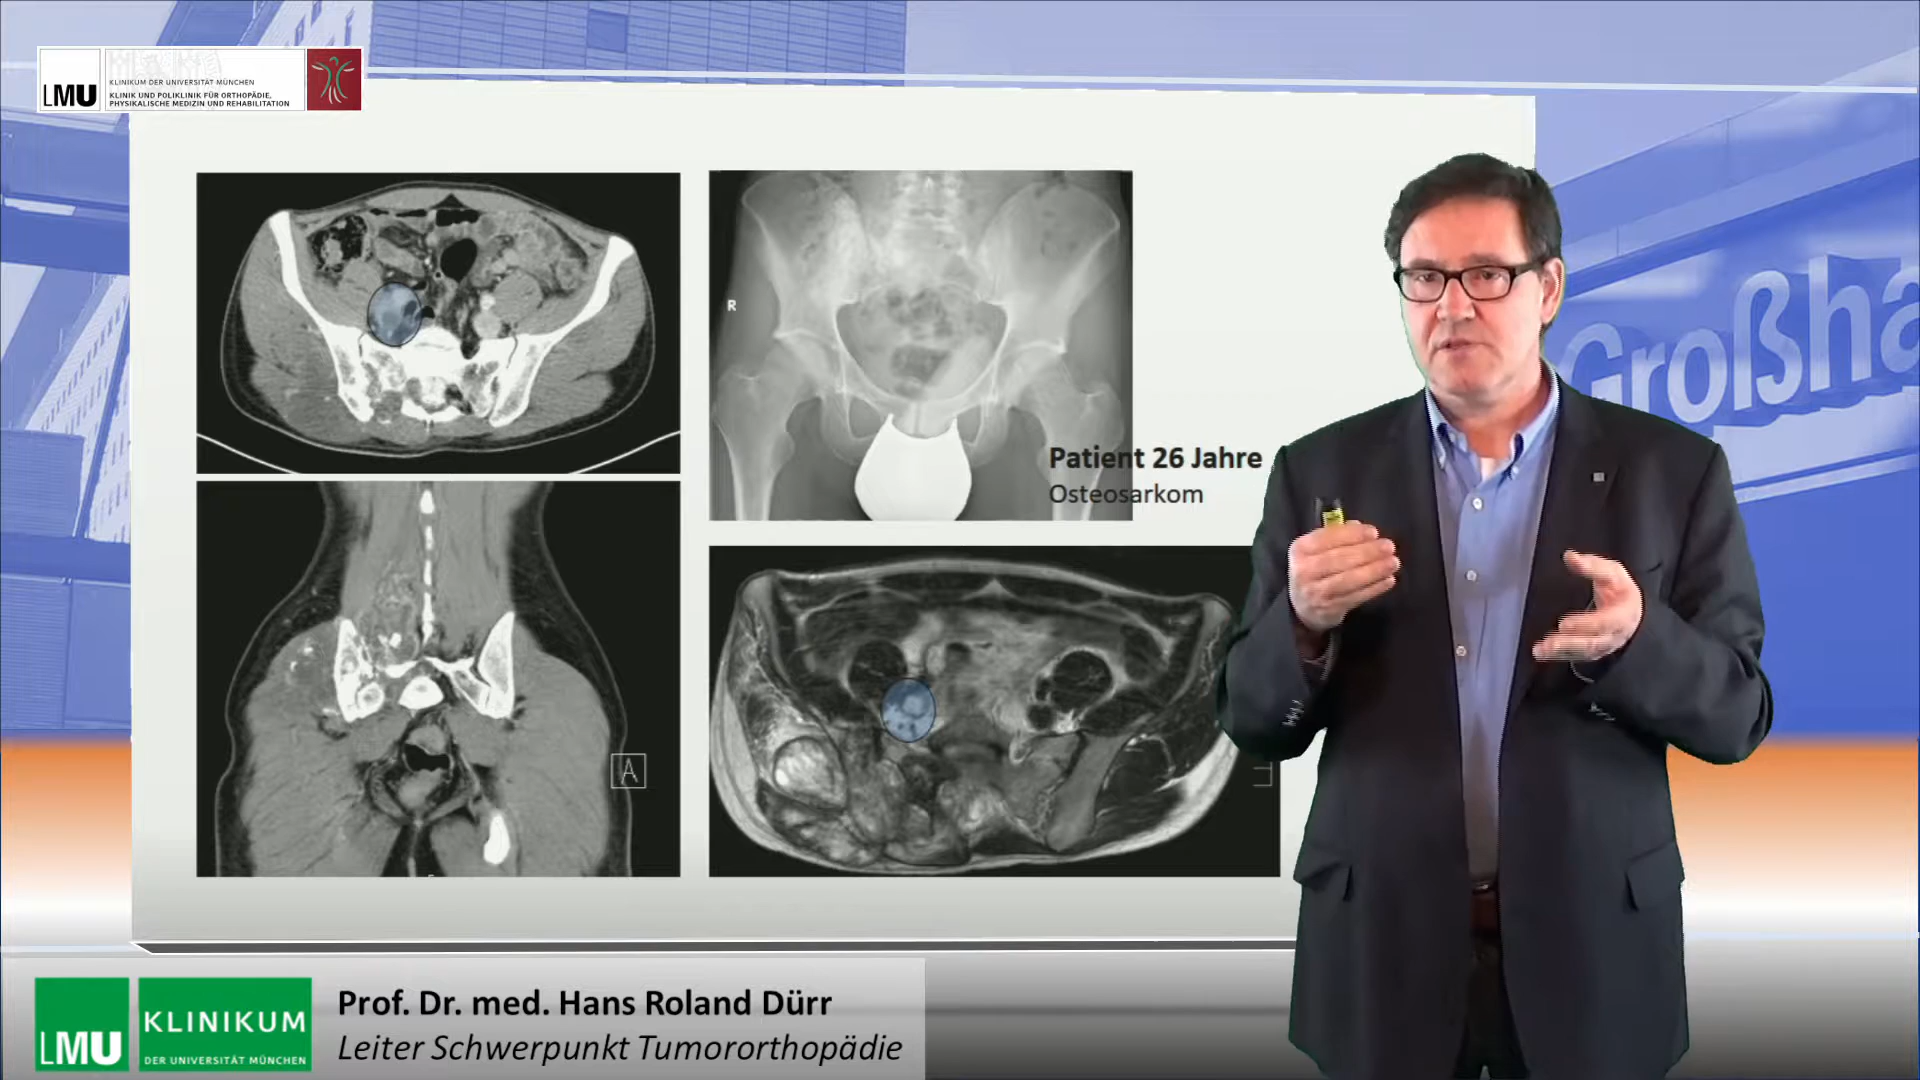 LMU
KLINIKUM DER UNIVERSITÄT MÜNCHEN
KLINIK UND POLIKLINIK FÜR ORTHOPÄDIE,
PHYSIKALISCHE MEDIZIN UND REHABILITATION
R
Patient 26 Jahre
Osteosarkom
A
Großha
LMU
KLINIKUM
DER UNIVERSITÄT MÜNCHEN
Prof. Dr. med. Hans Roland Dürr
Leiter Schwerpunkt Tumororthopädie